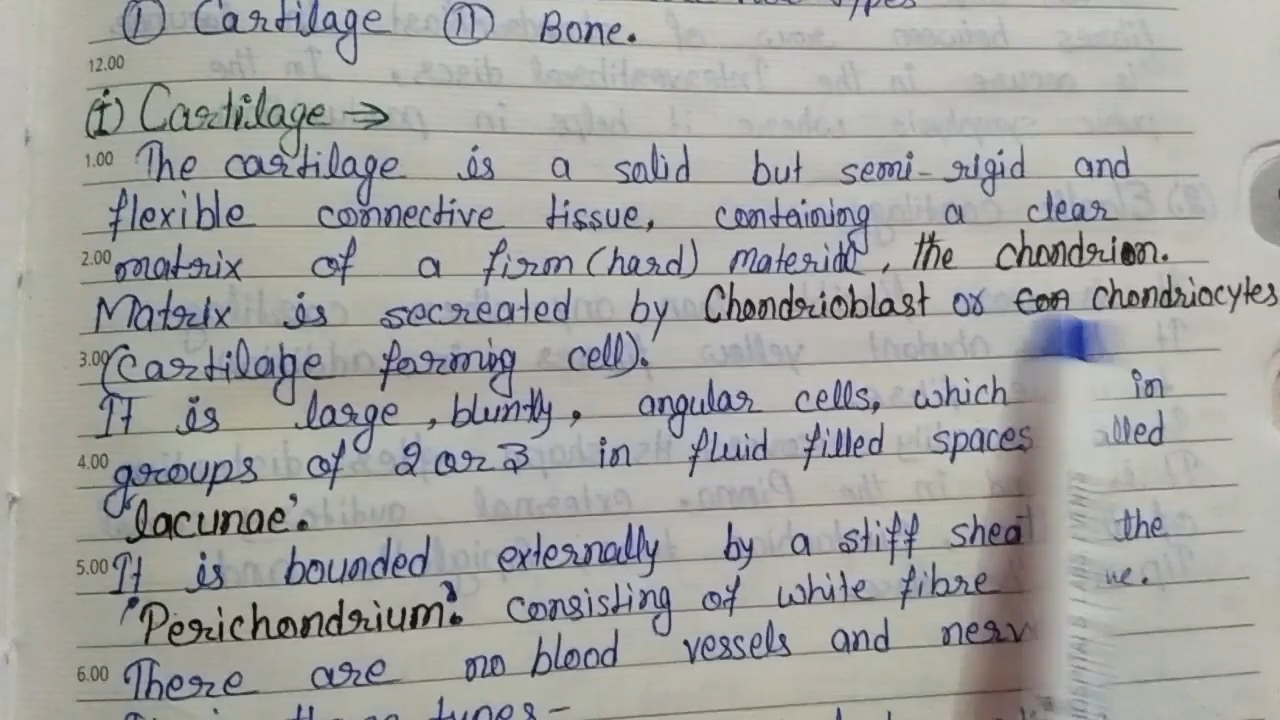 types
(I) Cartilage (II) Bone.
12.00
(I) Cartilage ⇒
1.00 The cartilage is a solid but semi-rigid and
flexible connective tissue, containing a clear
2.00 matrix of a firm (hard) material, the chondrion.
Matrix is secreated by Chondrioblast or chondriocytes
3.00 (Cartilage forming cell).
It is large, bluntly, angular cells, which in
4.00 groups of 2 or 3 in fluid filled spaces
"lacunae".
5.00 It is bounded externally by a stiff the
"Perichondrium". Consisting of white
6.00 There are no blood vessels and
types-